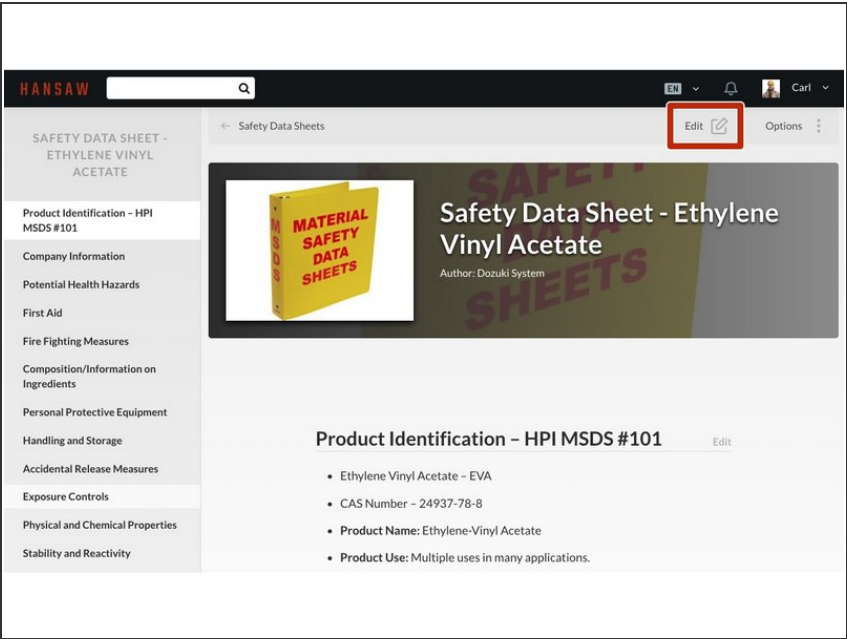 HANSAW
EN
Carl
SAFETY DATA SHEET -
ETHYLENE VINYL
ACETATE
Product Identification – HPI
MSDS #101
Company Information
Potential Health Hazards
First Aid
Fire Fighting Measures
Composition/Information on
Ingredients
Personal Protective Equipment
Handling and Storage
Accidental Release Measures
Exposure Controls
Physical and Chemical Properties
Stability and Reactivity
← Safety Data Sheets
Edit
Options
MSDS
MATERIAL
SAFETY
DATA
SHEETS
SAFETY
DATA
SHEETS
Safety Data Sheet - Ethylene
Vinyl Acetate
Author: Dozuki System
Product Identification – HPI MSDS #101
Edit
• Ethylene Vinyl Acetate – EVA
• CAS Number – 24937-78-8
• Product Name: Ethylene-Vinyl Acetate
• Product Use: Multiple uses in many applications.